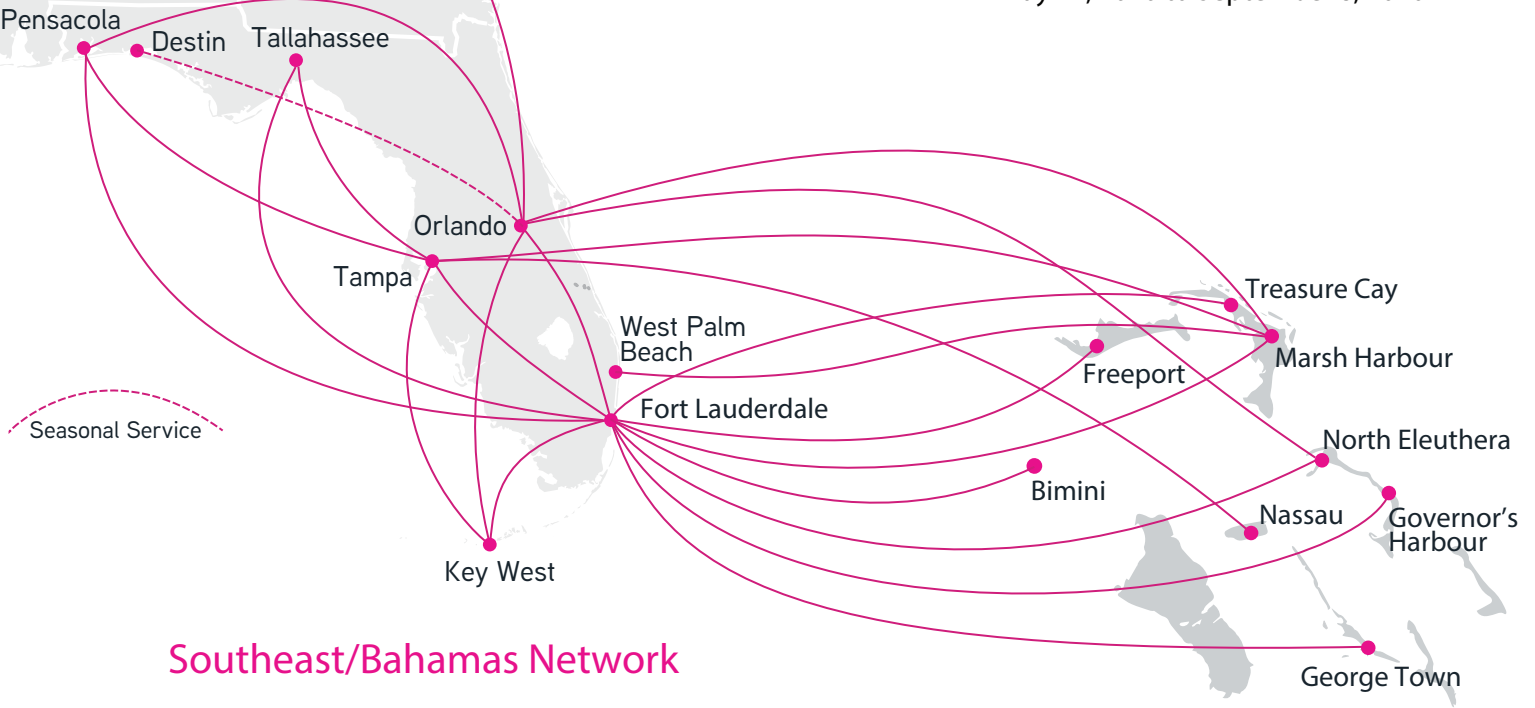 Pensacola
Destin
Tallahassee
Orlando
Tampa
West Palm
Beach
Treasure Cay
Marsh Harbour
Freeport
Fort Lauderdale
Seasonal Service
North Eleuthera
Bimini
Nassau
Governor's
Harbour
Key West
Southeast/Bahamas Network
George Town